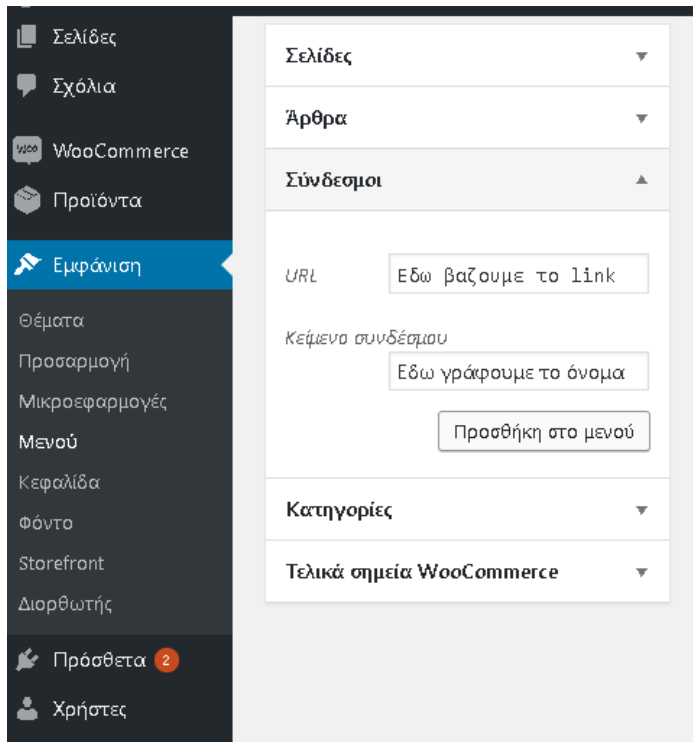 Σελίδες
Σχόλια
WooCommerce
Προϊόντα
Εμφάνιση
Θέματα
Προσαρμογή
Μικροεφαρμογές
Μενού
Κεφαλίδα
Φόντο
Storefront
Διορθωτής
Πρόσθετα 2
Χρήστες
Σελίδες
Άρθρα
Σύνδεσμοι
URL Εδω βαζουμε το link
Κείμενο συνδέσμου
Εδω γράφουμε το όνομα
Προσθήκη στο μενού
Κατηγορίες
Τελικά σημεία WooCommerce